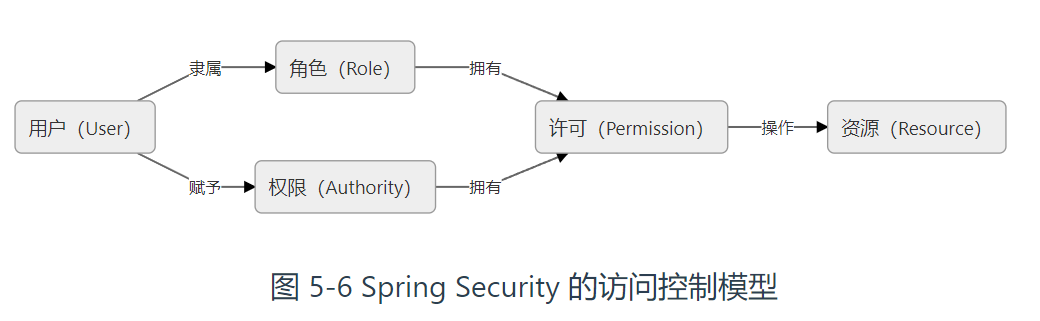 角色（Role）
隶属
拥有
用户（User）
许可（Permission）
操作
资源（Resource）
赋予
权限（Authority）
拥有
图 5-6 Spring Security 的访问控制模型